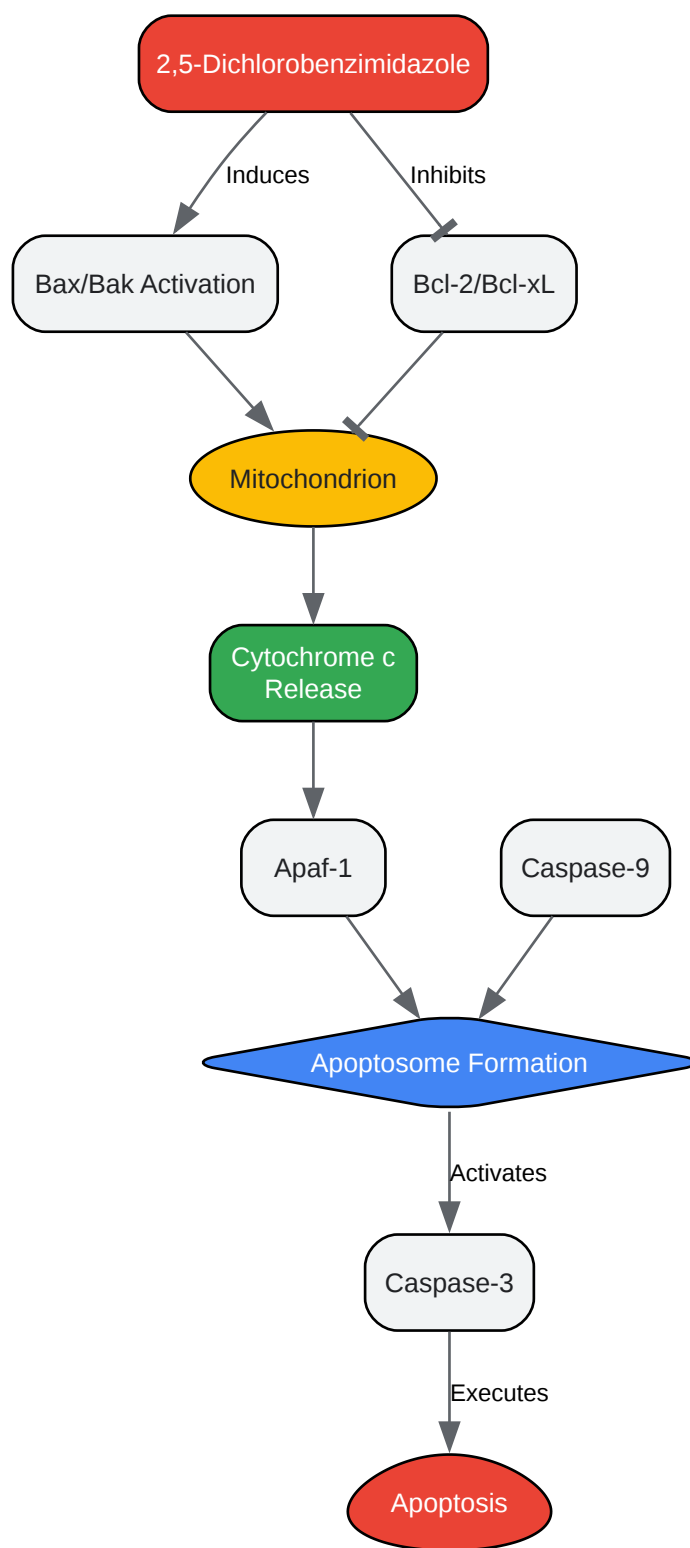 2,5-Dichlorobenzimidazole
Induces
Inhibits
Bax/Bak Activation
Bcl-2/Bcl-xL
Mitochondrion
Cytochrome c
Release
Apaf-1
Caspase-9
Apoptosome Formation
Activates
Caspase-3
Executes
Apoptosis